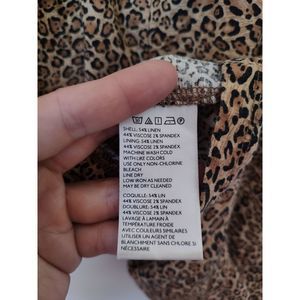 SHELL: 54% LINEN
44% VISCOSE 2% SPANDEX
LINING: 54% LINEN
44% VISCOSE 2% SPANDEX
MACHINE WASH COLD
WITH LIKE COLORS
USE ONLY NON-CHLORINE
BLEACH
LINE DRY
LOW IRON AS NEEDED
MAY BE DRY CLEANED
COQUILLE: 54% LIN
44% VISCOSE 2% SPANDEX
DOUBLURE: 54% LIN
44% VISCOSE 2% SPANDEX
LAVAGE À LAMAIN À
TEMPÉRATURE FROIDE
AVEC COULEURS SIMILAIRES
UTILISER UN AGENT DE
BLANCHIMENT SANS CHLORE SI
NÉCESSAIRE